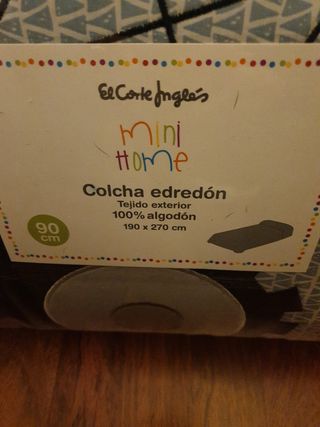 El Corte Inglés
mini
HOME
Colcha edredón
Tejido exterior
100% algodón
190 x 270 cm
90
cm